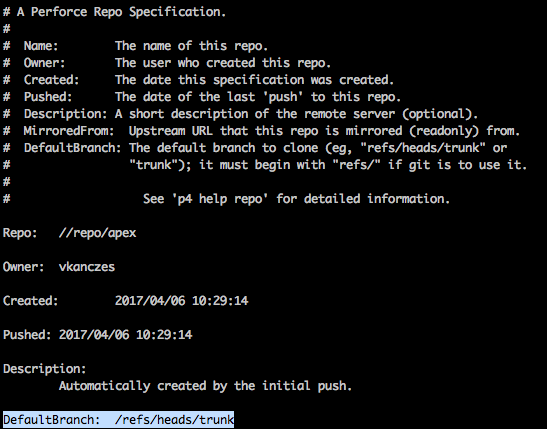 # A Perforce Repo Specification.
#
#  Name:        The name of this repo.
#  Owner:       The user who created this repo.
#  Created:     The date this specification was created.
#  Pushed:      The date of the last 'push' to this repo.
#  Description: A short description of the remote server (optional).
#  MirroredFrom:  Upstream URL that this repo is mirrored (readonly) from.
#  DefaultBranch: The default branch to clone (eg, "refs/heads/trunk" or
#                 "trunk"); it must begin with "refs/" if git is to use it.
#
#                   See 'p4 help repo' for detailed information.
Repo:   //repo/apex
Owner:  vkanczes
Created:        2017/04/06 10:29:14
Pushed: 2017/04/06 10:29:14
Description:
        Automatically created by the initial push.
DefaultBranch:  /refs/heads/trunk